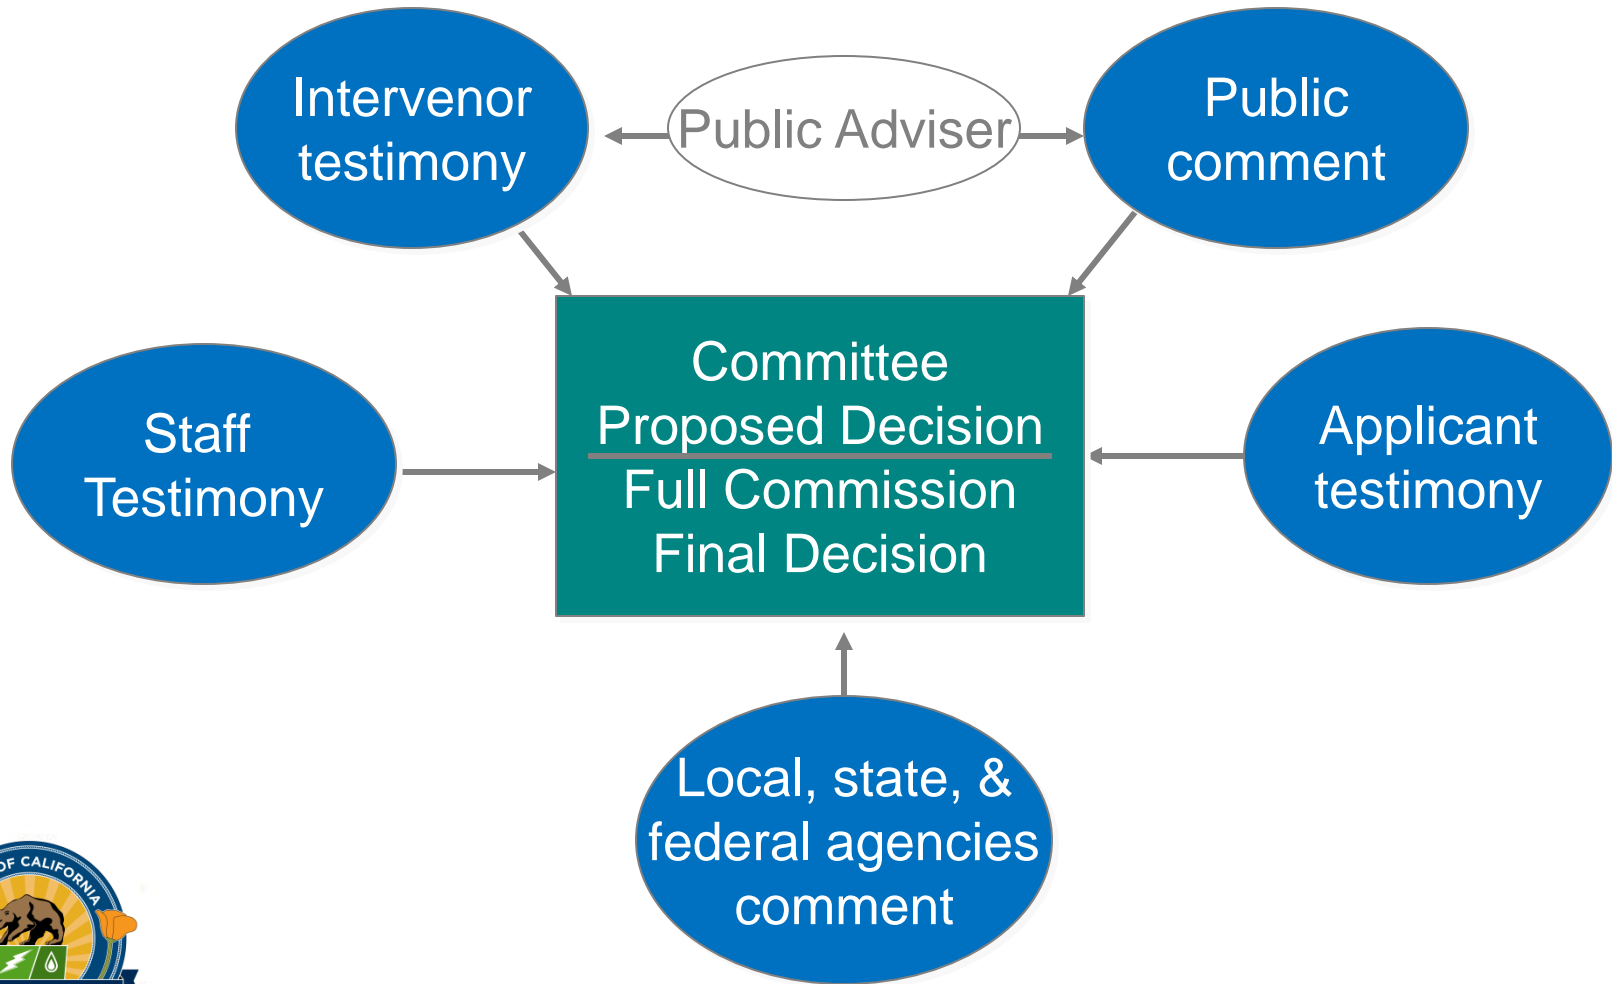 Intervenor
testimony
Public Adviser
Public
comment
Committee
Proposed Decision
Full Commission
Final Decision
Staff
Testimony
Applicant
testimony
Local, state, &
federal agencies
comment
OF CALIFORNIA